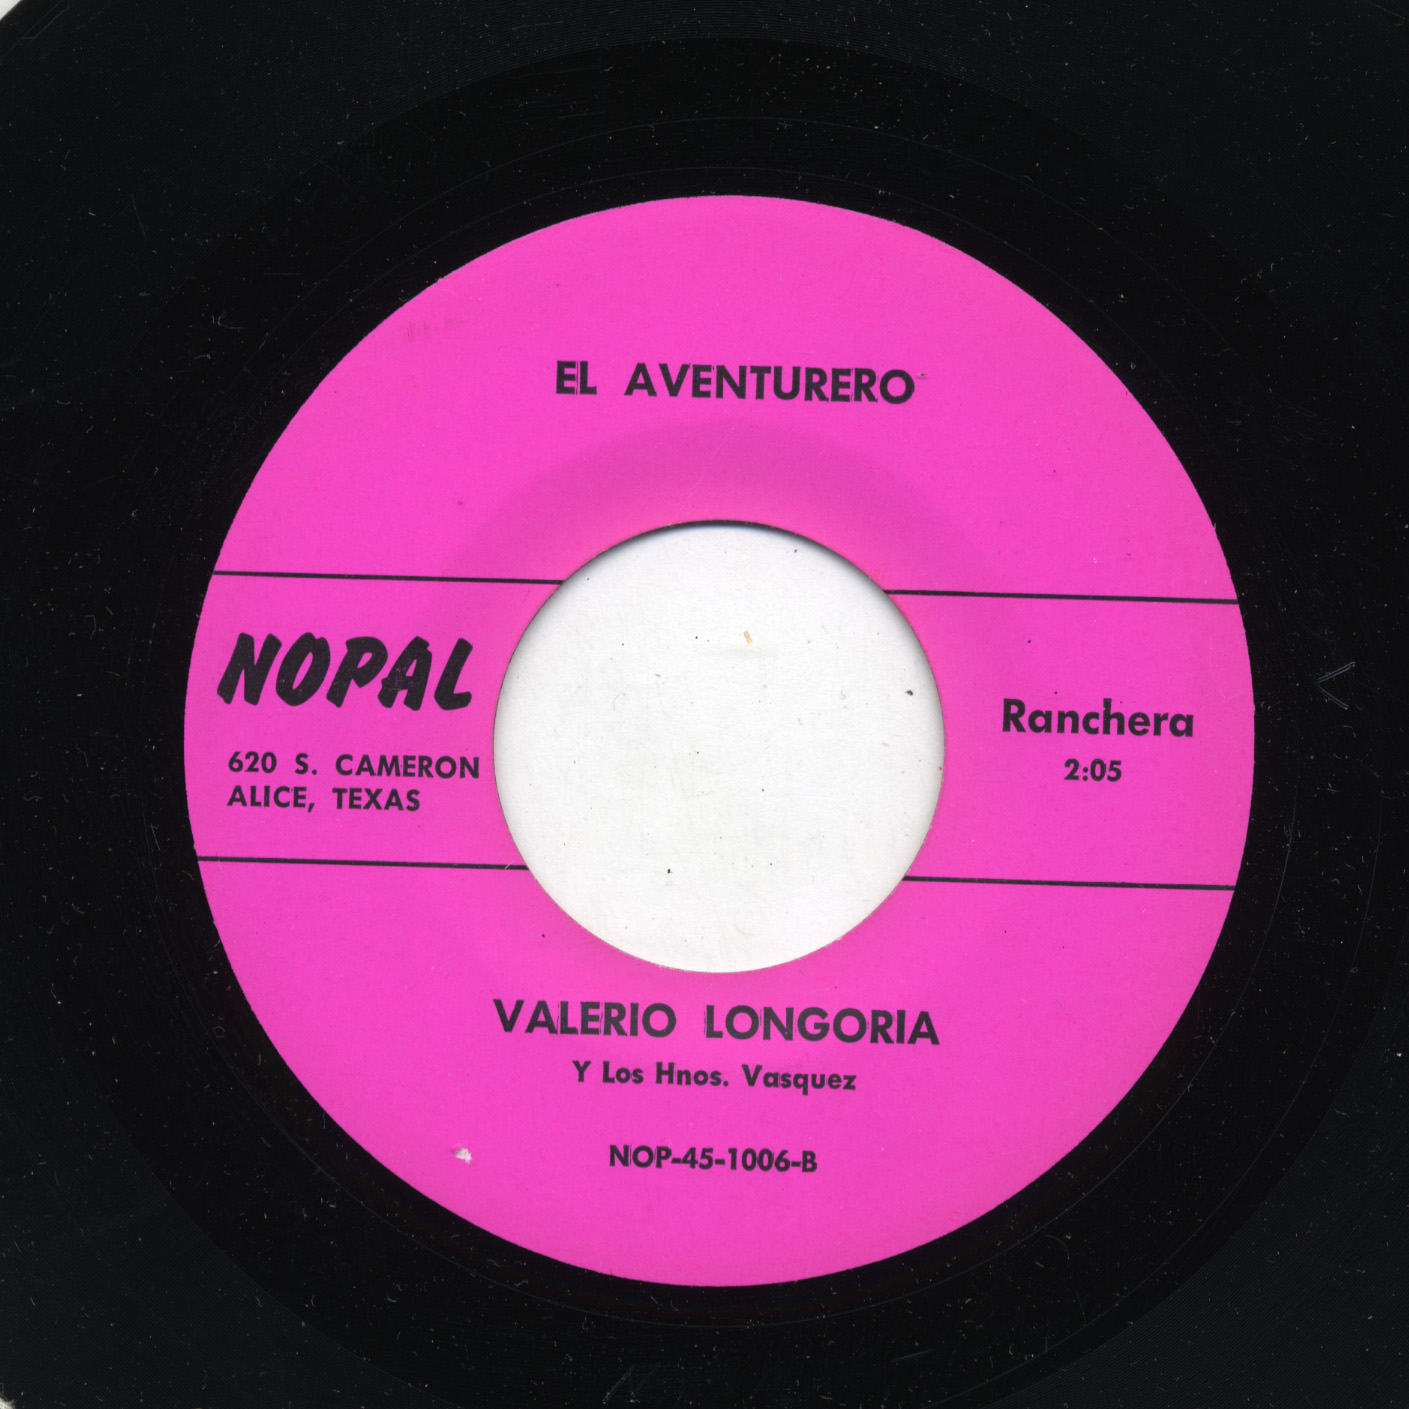 EL AVENTURERO
NOPAL
620 S. CAMERON
ALICE, TEXAS
Ranchera
2:05
VALERIO LONGORIA
Y Los Hnos. Vasquez
NOP-45-1006-B